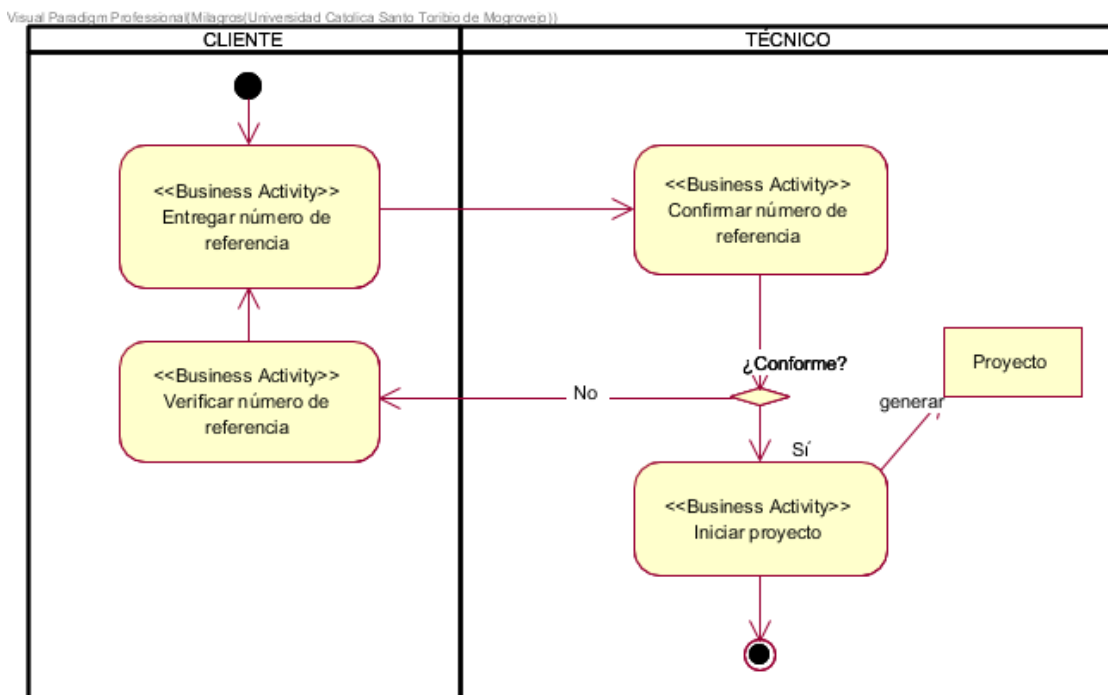 Visual Paradigm Professional(Milagros(Universidad Catolica Santo Toribio de Mogrovejo))
CLIENTE
TÉCNICO
<<Business Activity>>
Entregar número de
referencia
<<Business Activity>>
Confirmar número de
referencia
¿Conforme?
Proyecto
<<Business Activity>>
Verificar número de
referencia
No
generar
Sí
<<Business Activity>>
Iniciar proyecto